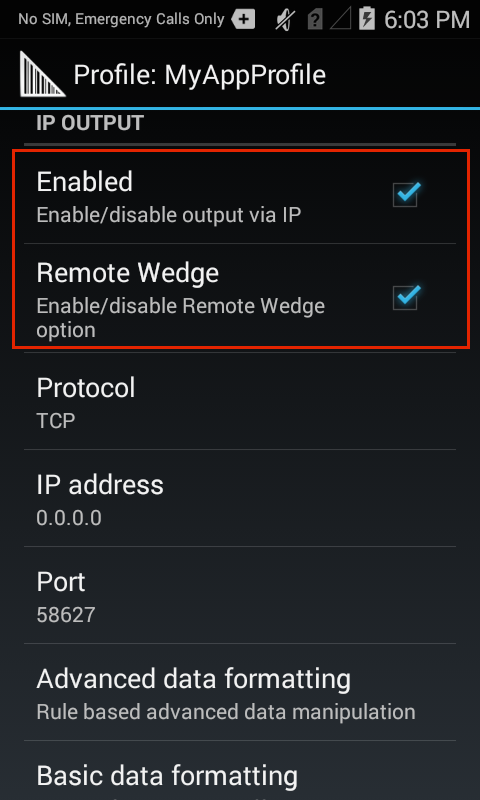 No SIM, Emergency Calls Only 6:03 PM
Profile: MyAppProfile
IP OUTPUT
Enabled
Enable/disable output via IP
Remote Wedge
Enable/disable Remote Wedge
option
Protocol
TCP
IP address
0.0.0.0
Port
58627
Advanced data formatting
Rule based advanced data manipulation
Basic data formatting